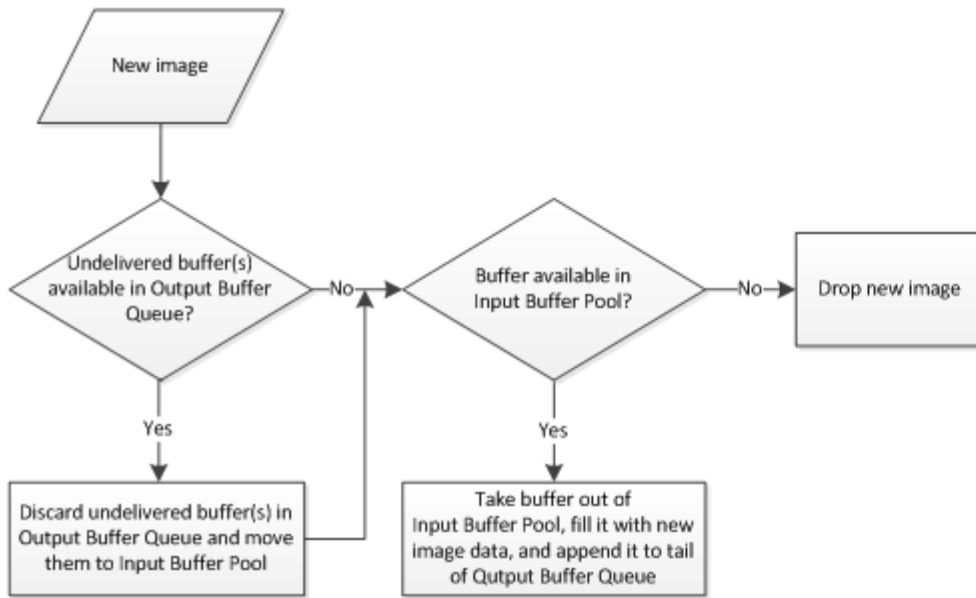 New image
Undelivered buffer(s)
available in Output Buffer
Queue?
No
Buffer available in
Input Buffer Pool?
No
Drop new image
Yes
Yes
Discard undelivered buffer(s) in
Output Buffer Queue and move
them to Input Buffer Pool
Take buffer out of
Input Buffer Pool, fill it with new
image data, and append it to tail
of Qutput Buffer Queue